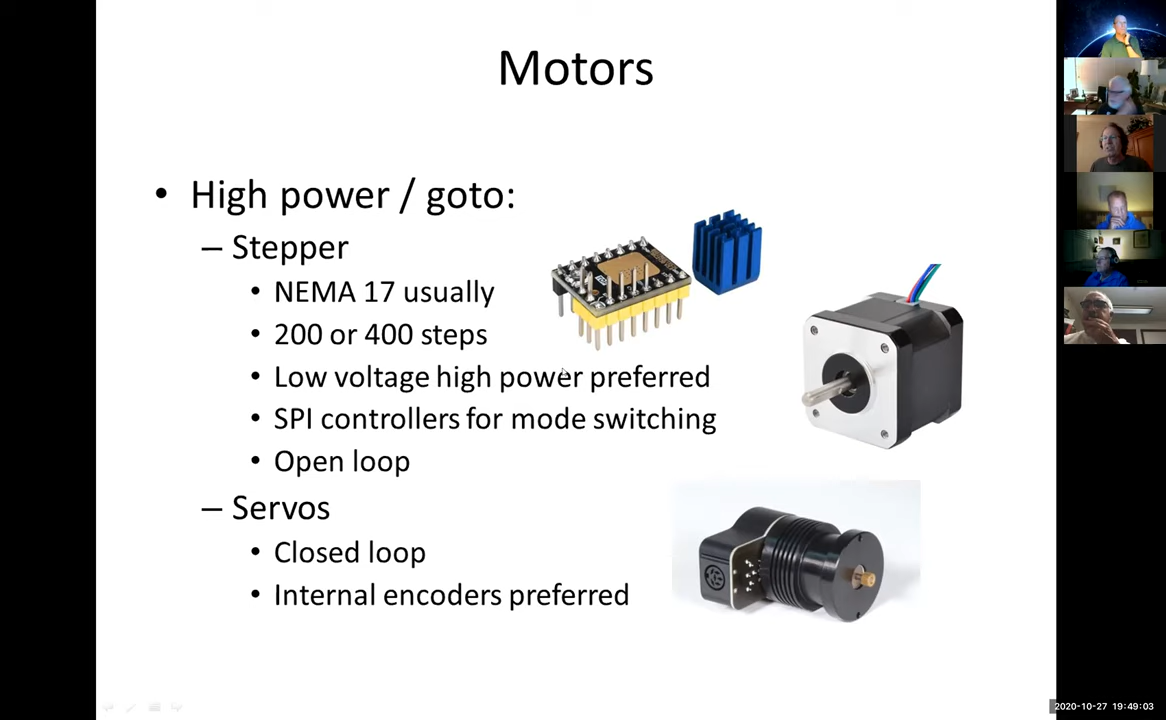 Motors
• High power / goto:
– Stepper
• NEMA 17 usually
• 200 or 400 steps
• Low voltage high power preferred
• SPI controllers for mode switching
• Open loop
– Servos
• Closed loop
• Internal encoders preferred
2020-10-27 19:49:03